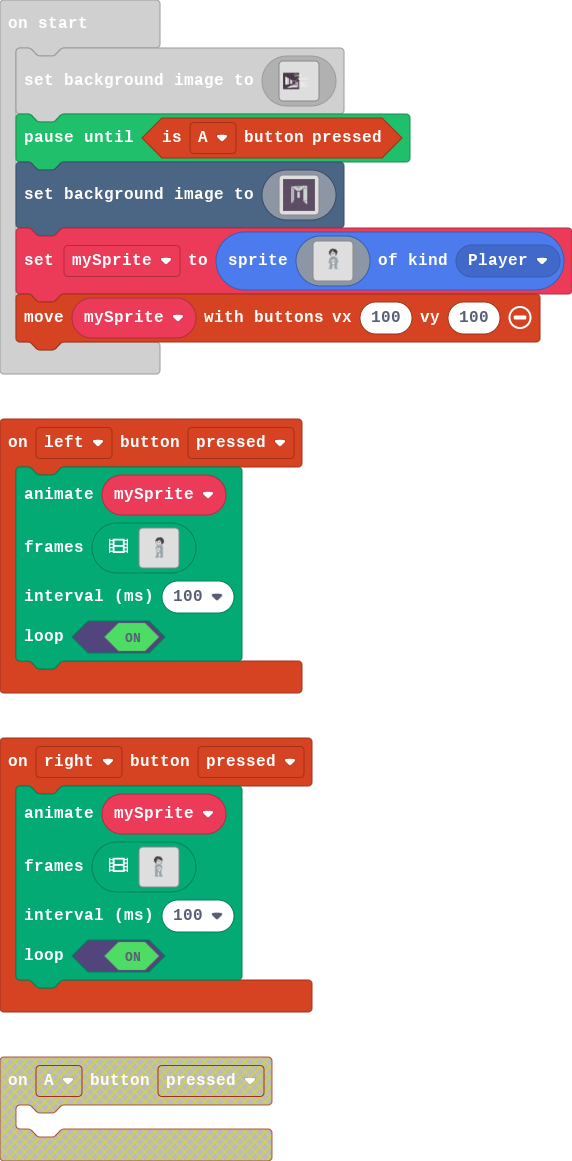 on start
set background image to
pause until is A button pressed
set background image to
set mySprite to sprite of kind Player
move mySprite with buttons vx 100 vy 100
on left button pressed
animate mySprite
frames
interval (ms) 100
loop ON
on right button pressed
animate mySprite
frames
interval (ms) 100
loop ON
on A button pressed